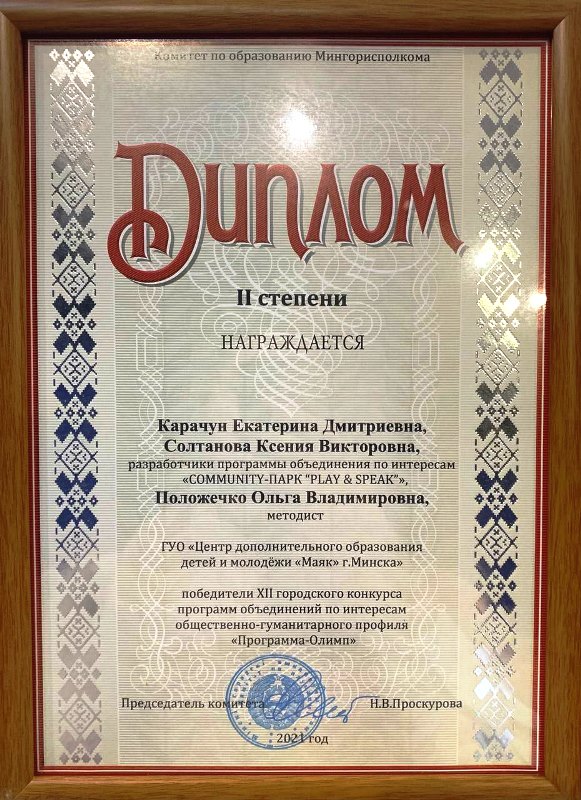 Комитет по образованию Мингорисполкома
Диплом
II степени
НАГРАЖДАЕТСЯ
Карачун Екатерина Дмитриевна,
Солтанова Ксения Викторовна,
разработчики программы объединения по интересам
«COMMUNITY-ПАРК "PLAY & SPEAK"»,
Положечко Ольга Владимировна,
методист
ГУО «Центр дополнительного образования
детей и молодёжи «Маяк» г.Минска»
победители XII городского конкурса
программ объединений по интересам
общественно-гуманитарного профиля
«Программа-Олимп»
Председатель комитета Н.В.Проскурова
2021 год